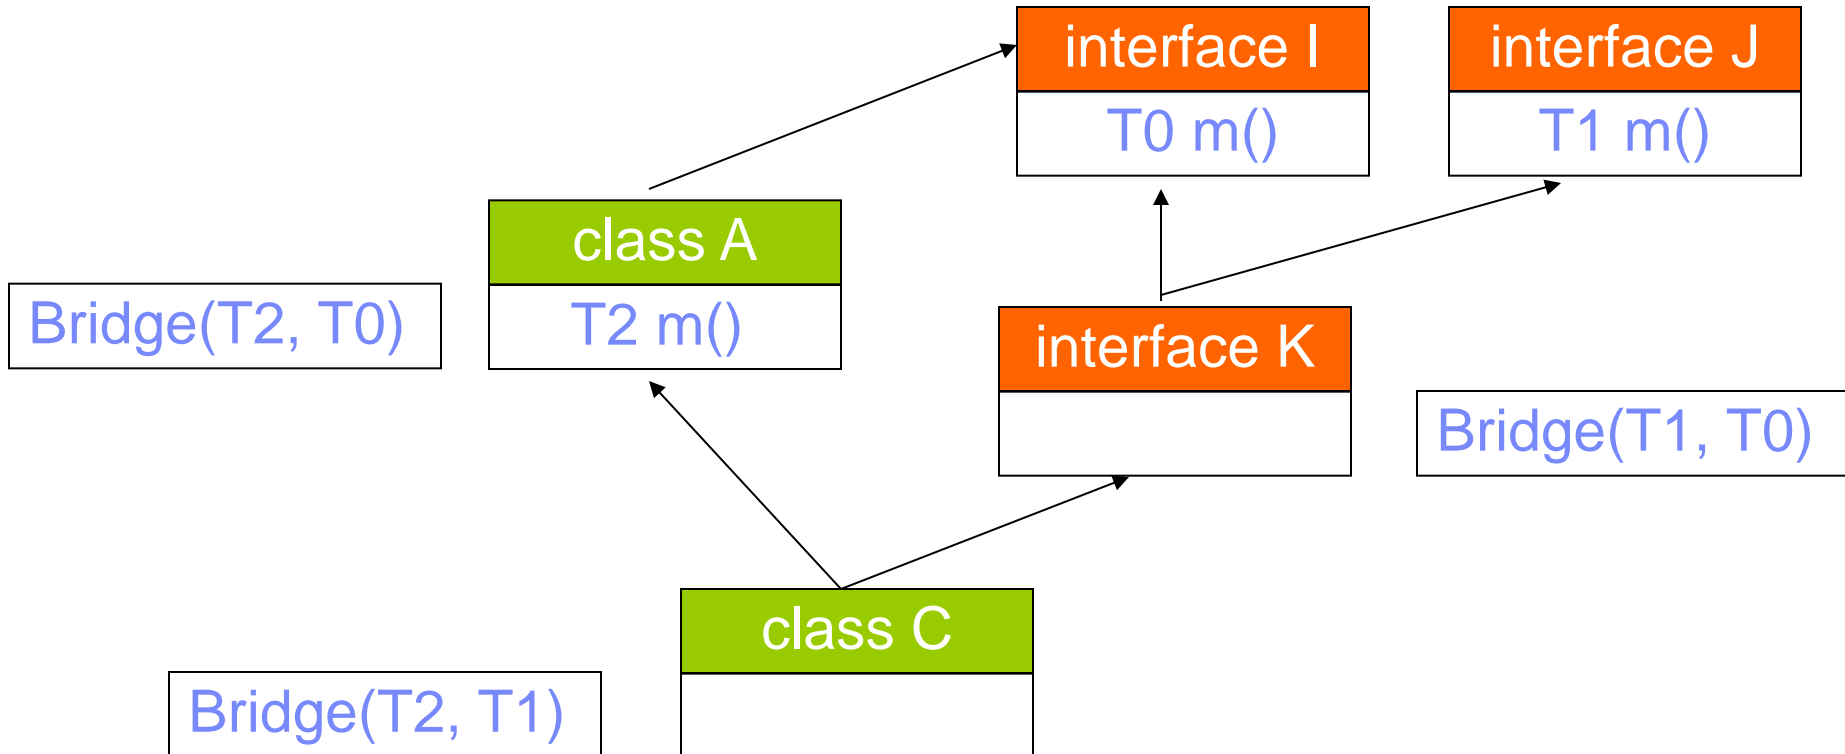 interface I
interface J
T0 m()
T1 m()
class A
Bridge(T2, T0)
T2 m()
interface K
Bridge(T1, T0)
class C
Bridge(T2, T1)